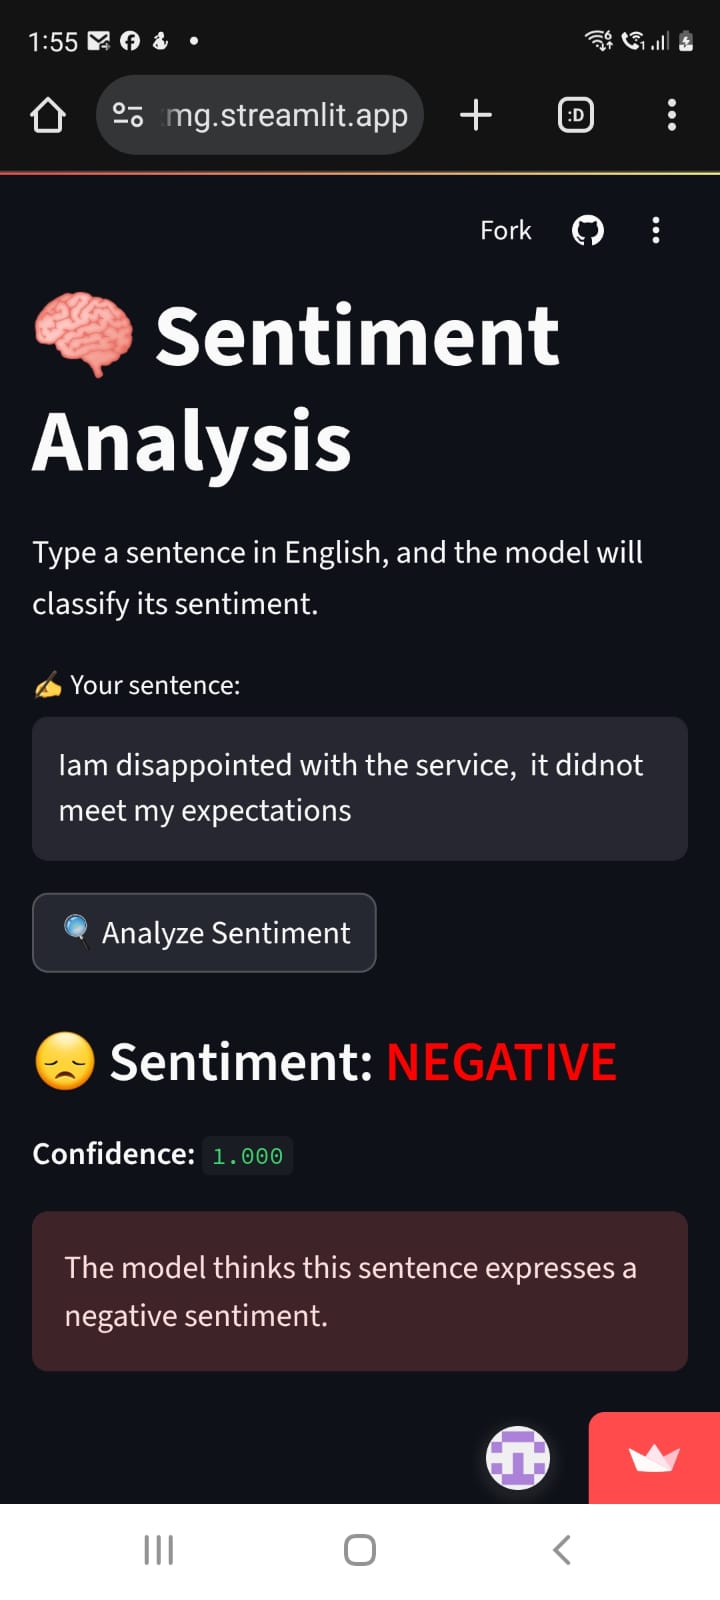 1:55
mg.streamlit.app
:D
Fork
Sentiment
Analysis
Type a sentence in English, and the model will
classify its sentiment.
Your sentence:
Iam disappointed with the service,  it didnot
meet my expectations
Analyze Sentiment
Sentiment: NEGATIVE
Confidence: 1.000
The model thinks this sentence expresses a
negative sentiment.